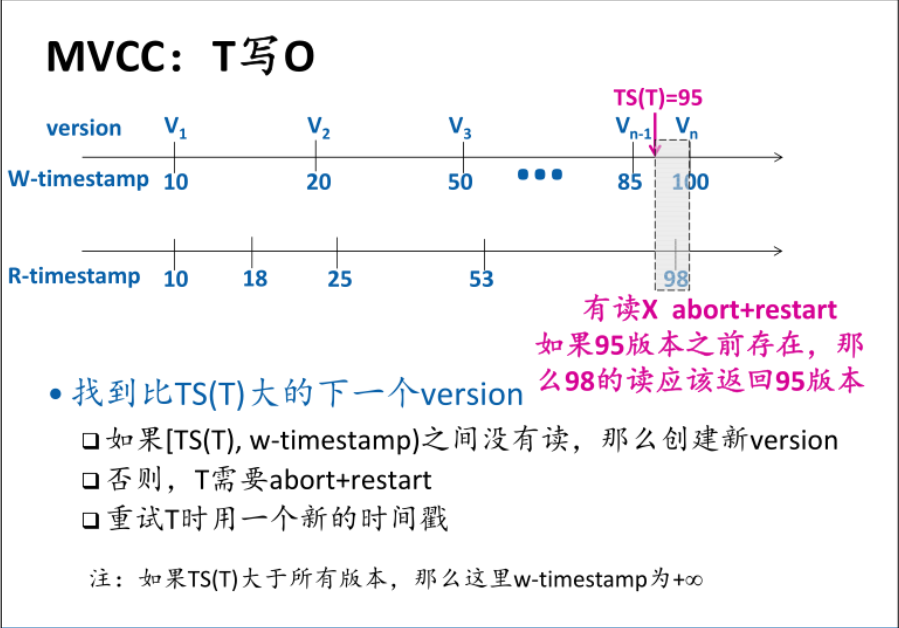 MVCC：T写O
TS(T)=95
version V1 V2 V3 Vn-1 Vn
W-timestamp 10 20 50 ••• 85 100
R-timestamp 10 18 25 53 98
有读X abort+restart
如果95版本之前存在，那
么98的读应该返回95版本
• 找到比TS(T)大的下一个version
❑ 如果[TS(T), w-timestamp)之间没有读，那么创建新version
❑ 否则，T需要abort+restart
❑ 重试T时用一个新的时间戳
注：如果TS(T)大于所有版本，那么这里w-timestamp为+∞